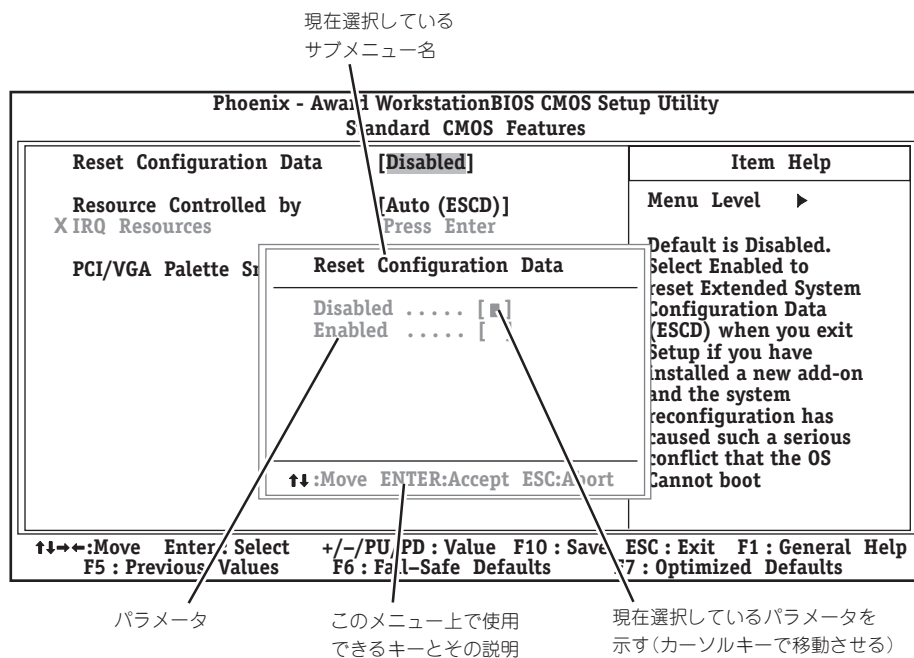 現在選択している
サブメニュー名
Phoenix - Award WorkstationBIOS CMOS Setup Utility
Standard CMOS Features
Reset Configuration Data [Disabled]
Resource Controlled by [Auto (ESCD)]
X IRQ Resources Press Enter
PCI/VGA Palette Sn
Reset Configuration Data
Disabled ..... [■]
Enabled ..... [ ]
↑↓:Move ENTER:Accept ESC:Abort
Item Help
Menu Level ▶
Default is Disabled.
Select Enabled to
reset Extended System
Configuration Data
(ESCD) when you exit
Setup if you have
installed a new add-on
and the system
reconfiguration has
caused such a serious
conflict that the OS
Cannot boot
↑↓→←:Move Enter : Select +/–/PU/PD : Value F10 : Save ESC : Exit F1 : General Help
F5 : Previous Values F6 : Fail–Safe Defaults F7 : Optimized Defaults
パラメータ
このメニュー上で使用
できるキーとその説明
現在選択しているパラメータを
示す(カーソルキーで移動させる)